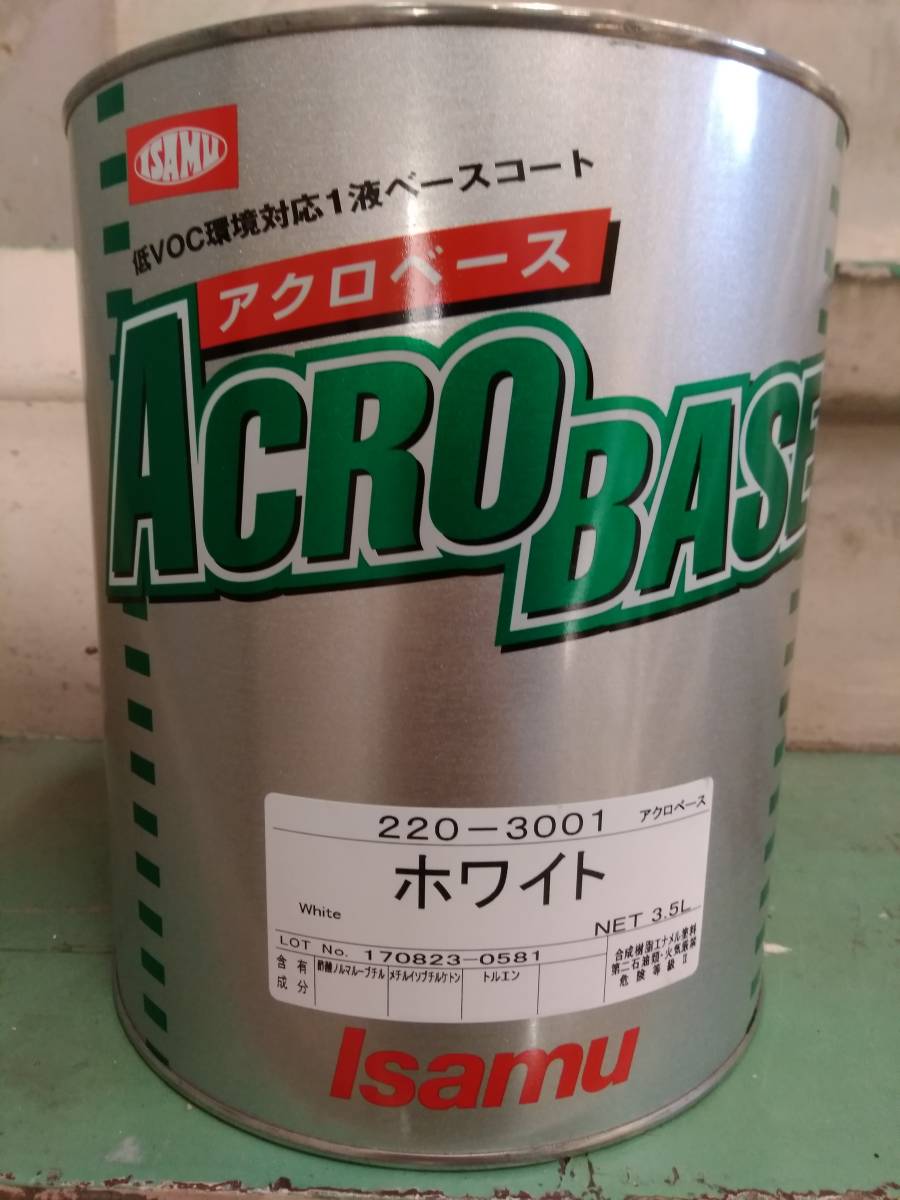 ISAMU
低VOC環境対応1液ベースコート
アクロベース
ACROBASE
220-3001 アクロベース
ホワイト
White
NET 3.5L
LOT No. 170823-0581
含有成分
酢酸ノルマルーブチル メチルイソブチルケトン トルエン
合成樹脂エナメル塗料
第二石油類・火気厳禁
危険等級Ⅱ
Isamu